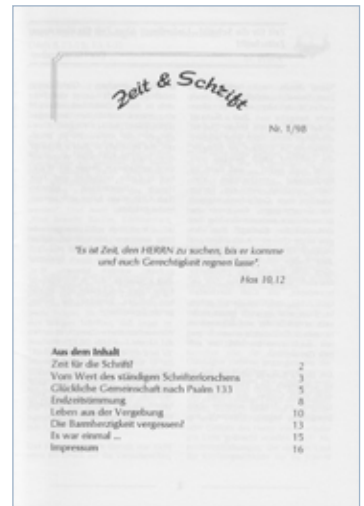 Zeit & Schrift
Nr. 1/98
"Es ist Zeit, den HERRN zu suchen, bis er komme
und euch Gerechtigkeit regnen lasse".
Hos 10,12
Aus dem Inhalt
Zeit für die Schrift! 2
Vom Wert des ständigen Schrifterforschens 3
Glückliche Gemeinschaft nach Psalm 133 5
Endzeitstimmung 8
Leben aus der Vergebung 10
Die Barmherzigkeit vergessen? 13
Es war einmal ... 15
Impressum 16